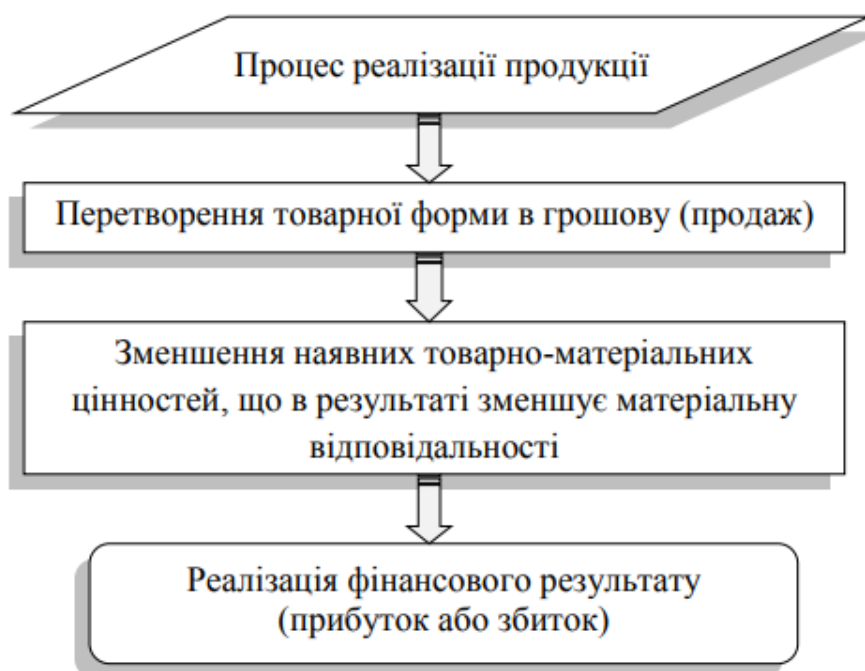 Процес реалізації продукції
Перетворення товарної форми в грошову (продаж)
Зменшення наявних товарно-матеріальних
цінностей, що в результаті зменшує матеріальну
відповідальності
Реалізація фінансового результату
(прибуток або збиток)